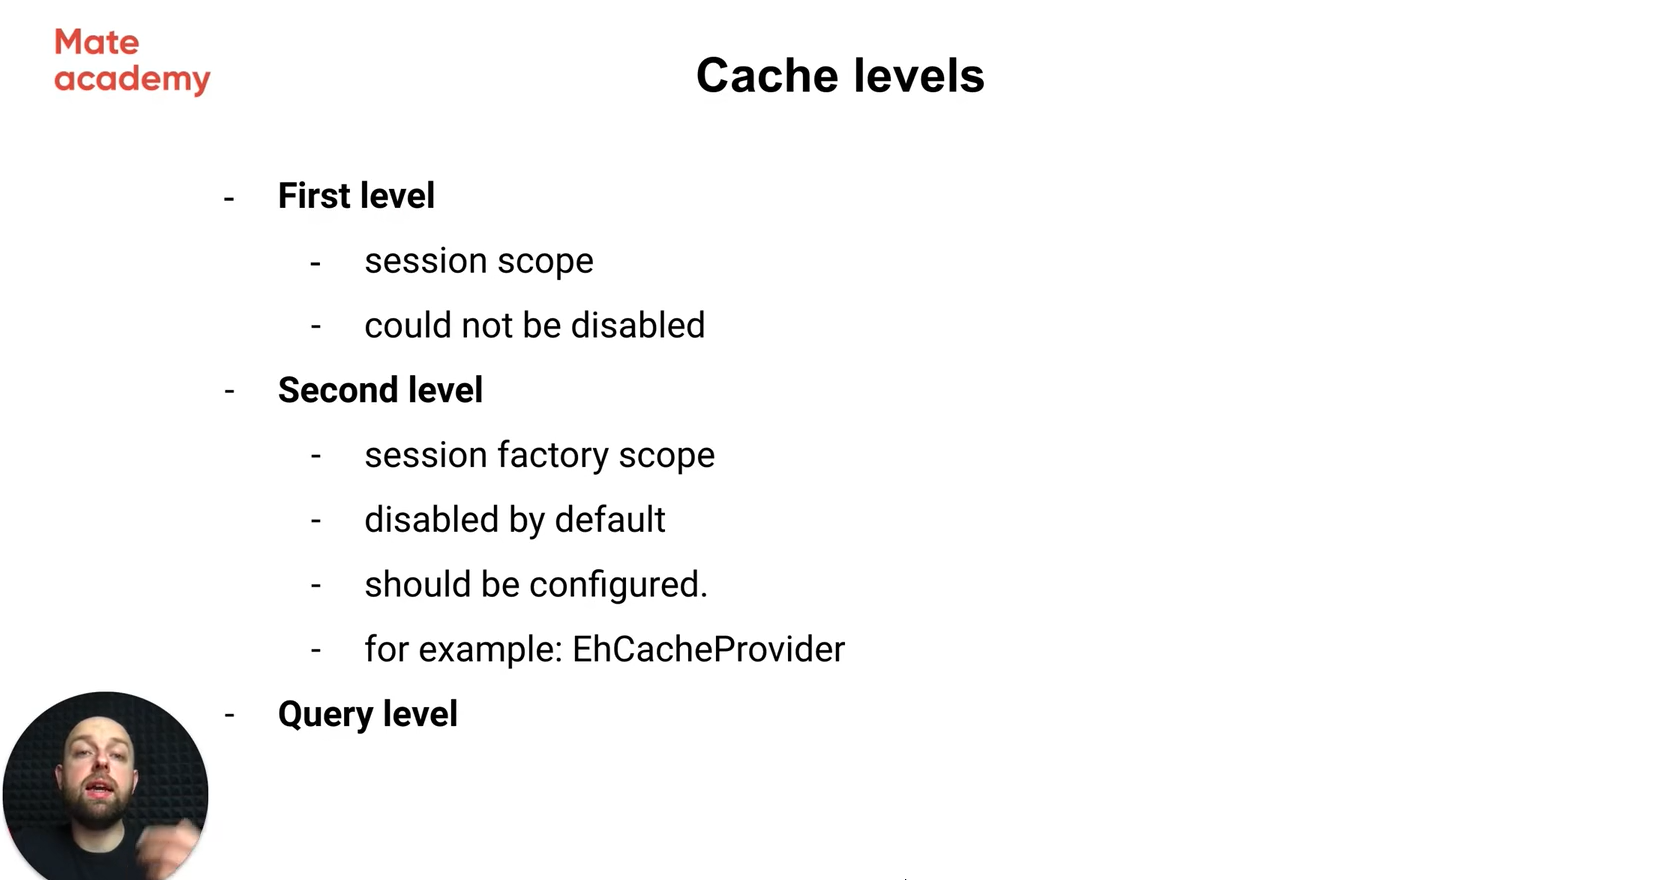 Mate
academy
Cache levels
- First level
- session scope
- could not be disabled
- Second level
- session factory scope
- disabled by default
- should be configured.
- for example: EhCacheProvider
- Query level